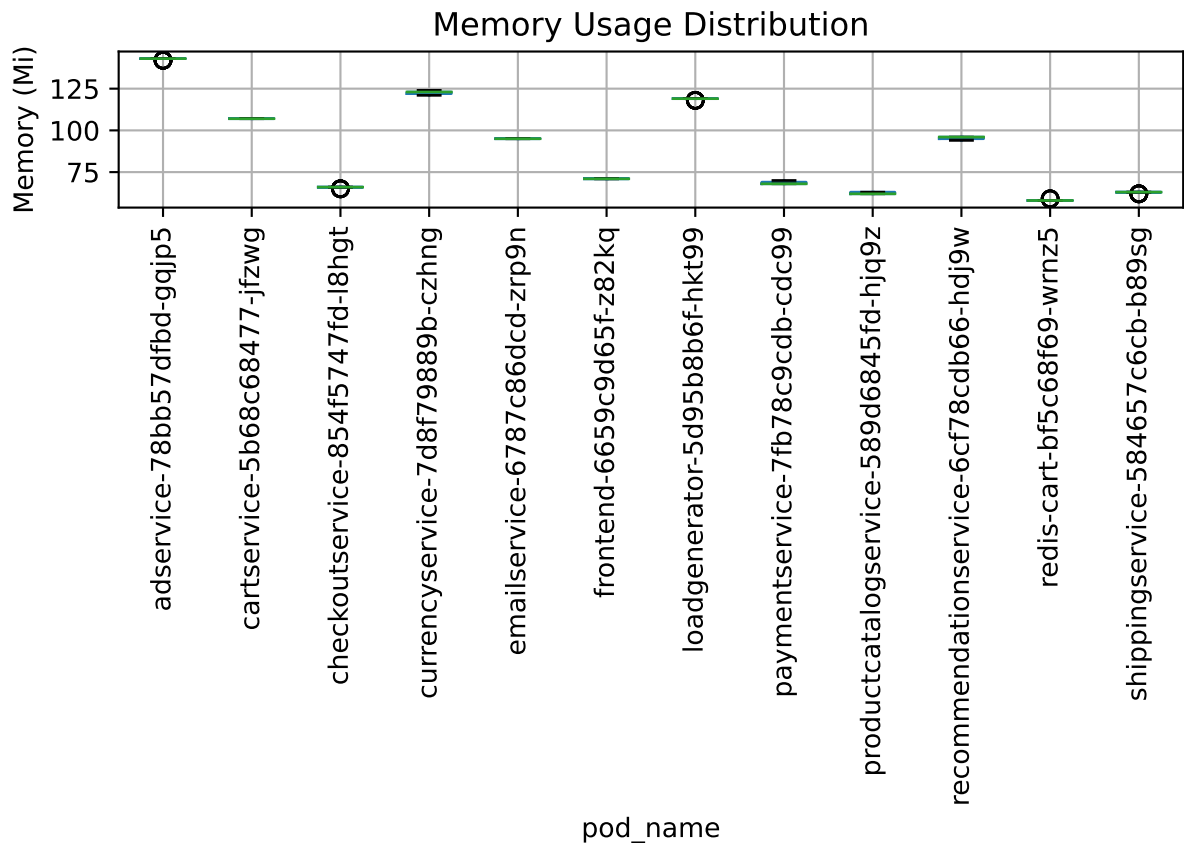 Memory Usage Distribution
Memory (Mi)
125
100
75
adservice-78bb57dfbd-gqjp5
cartservice-5b68c68477-jfzwg
checkoutservice-854f5747fd-l8hgt
currencyservice-7d8f79889b-czhng
emailservice-6787c86dcd-zrp9n
frontend-6659c9d65f-z82kq
loadgenerator-5d95b8b6f-hkt99
paymentservice-7fb78c9cdb-cdc99
productcatalogservice-589d6845fd-hjq9z
recommendationservice-6cf78cdb66-hdj9w
redis-cart-bf5c68f69-wrnz5
shippingservice-584657c6cb-b89sg
pod_name